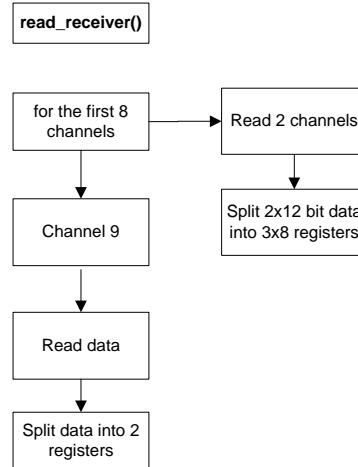 read_receiver()
for the first 8
channels
Read 2 channels
Channel 9
Split 2x12 bit data
into 3x8 registers
Read data
Split data into 2
registers